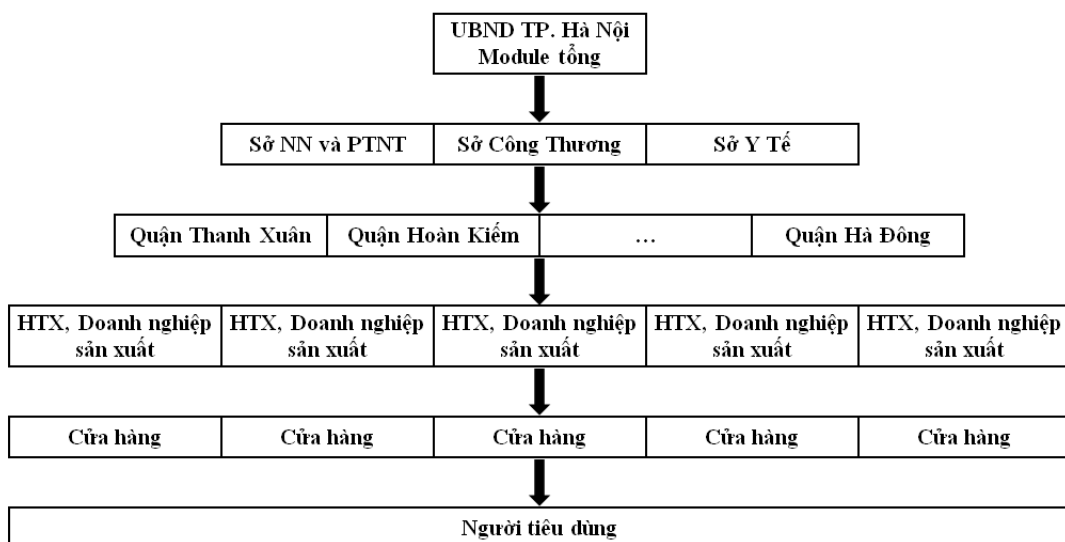 UBND TP. Hà Nội
Module tổng
Sở NN và PTNT
Sở Công Thương
Sở Y Tế
Quận Thanh Xuân
Quận Hoàn Kiếm
...
Quận Hà Đông
HTX, Doanh nghiệp
sản xuất
HTX, Doanh nghiệp
sản xuất
HTX, Doanh nghiệp
sản xuất
HTX, Doanh nghiệp
sản xuất
HTX, Doanh nghiệp
sản xuất
Cửa hàng
Cửa hàng
Cửa hàng
Cửa hàng
Cửa hàng
Người tiêu dùng